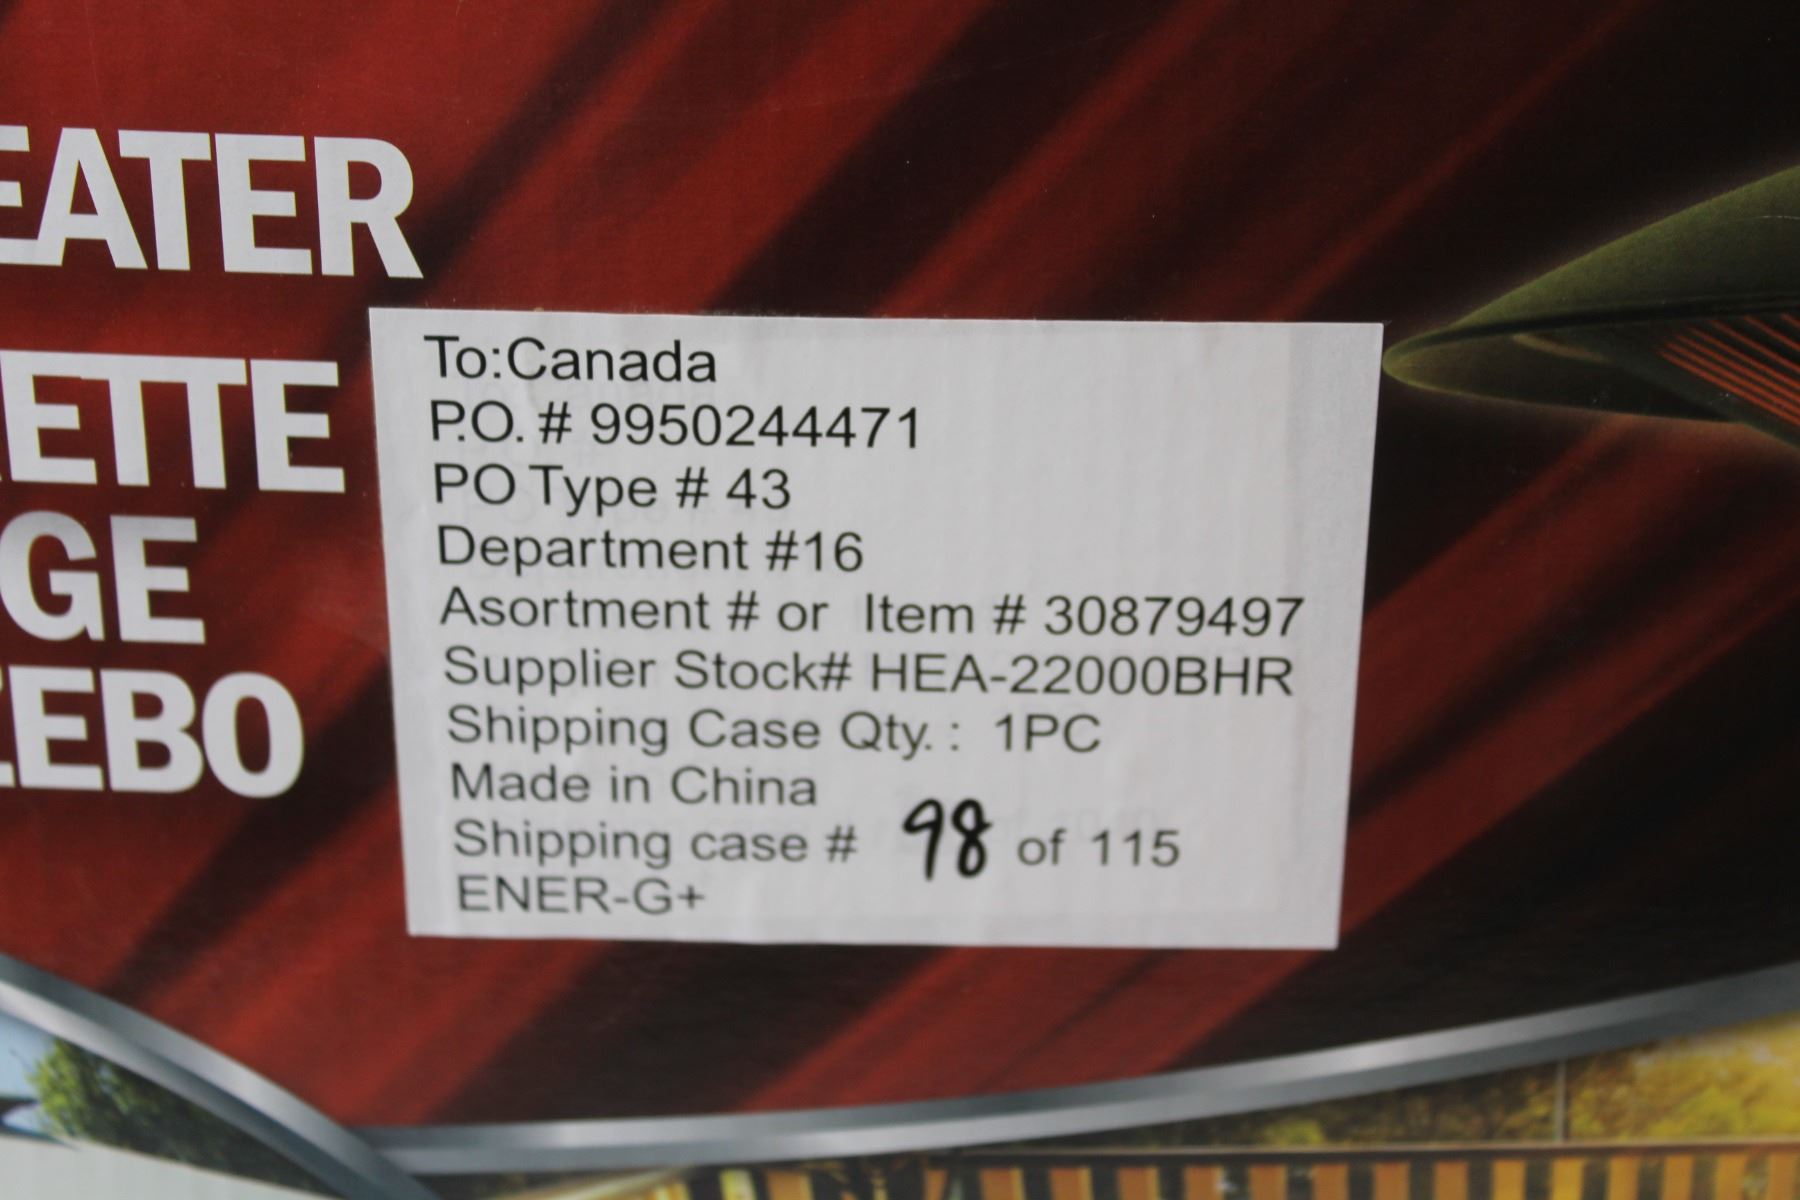 EATER
ETTE
GE
EBO
To:Canada
P.O. # 9950244471
PO Type # 43
Department #16
Asortment # or Item # 30879497
Supplier Stock# HEA-22000BHR
Shipping Case Qty. : 1PC
Made in China
Shipping case # 98 of 115
ENER-G+